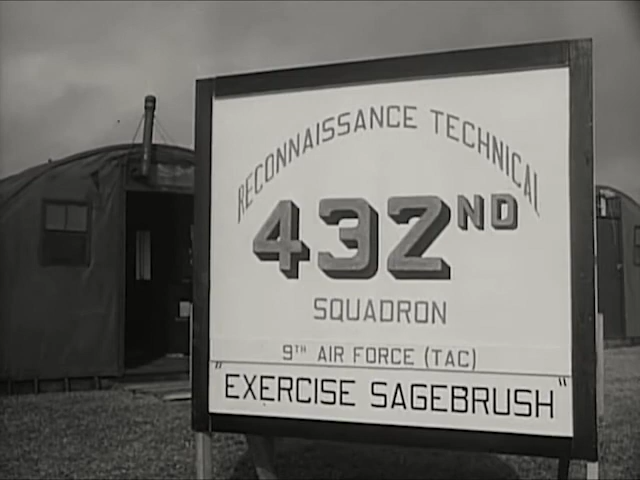 RECONNAISSANCE TECHNICAL
432ND
SQUADRON
9TH AIR FORCE (TAC)
"EXERCISE SAGEBRUSH"